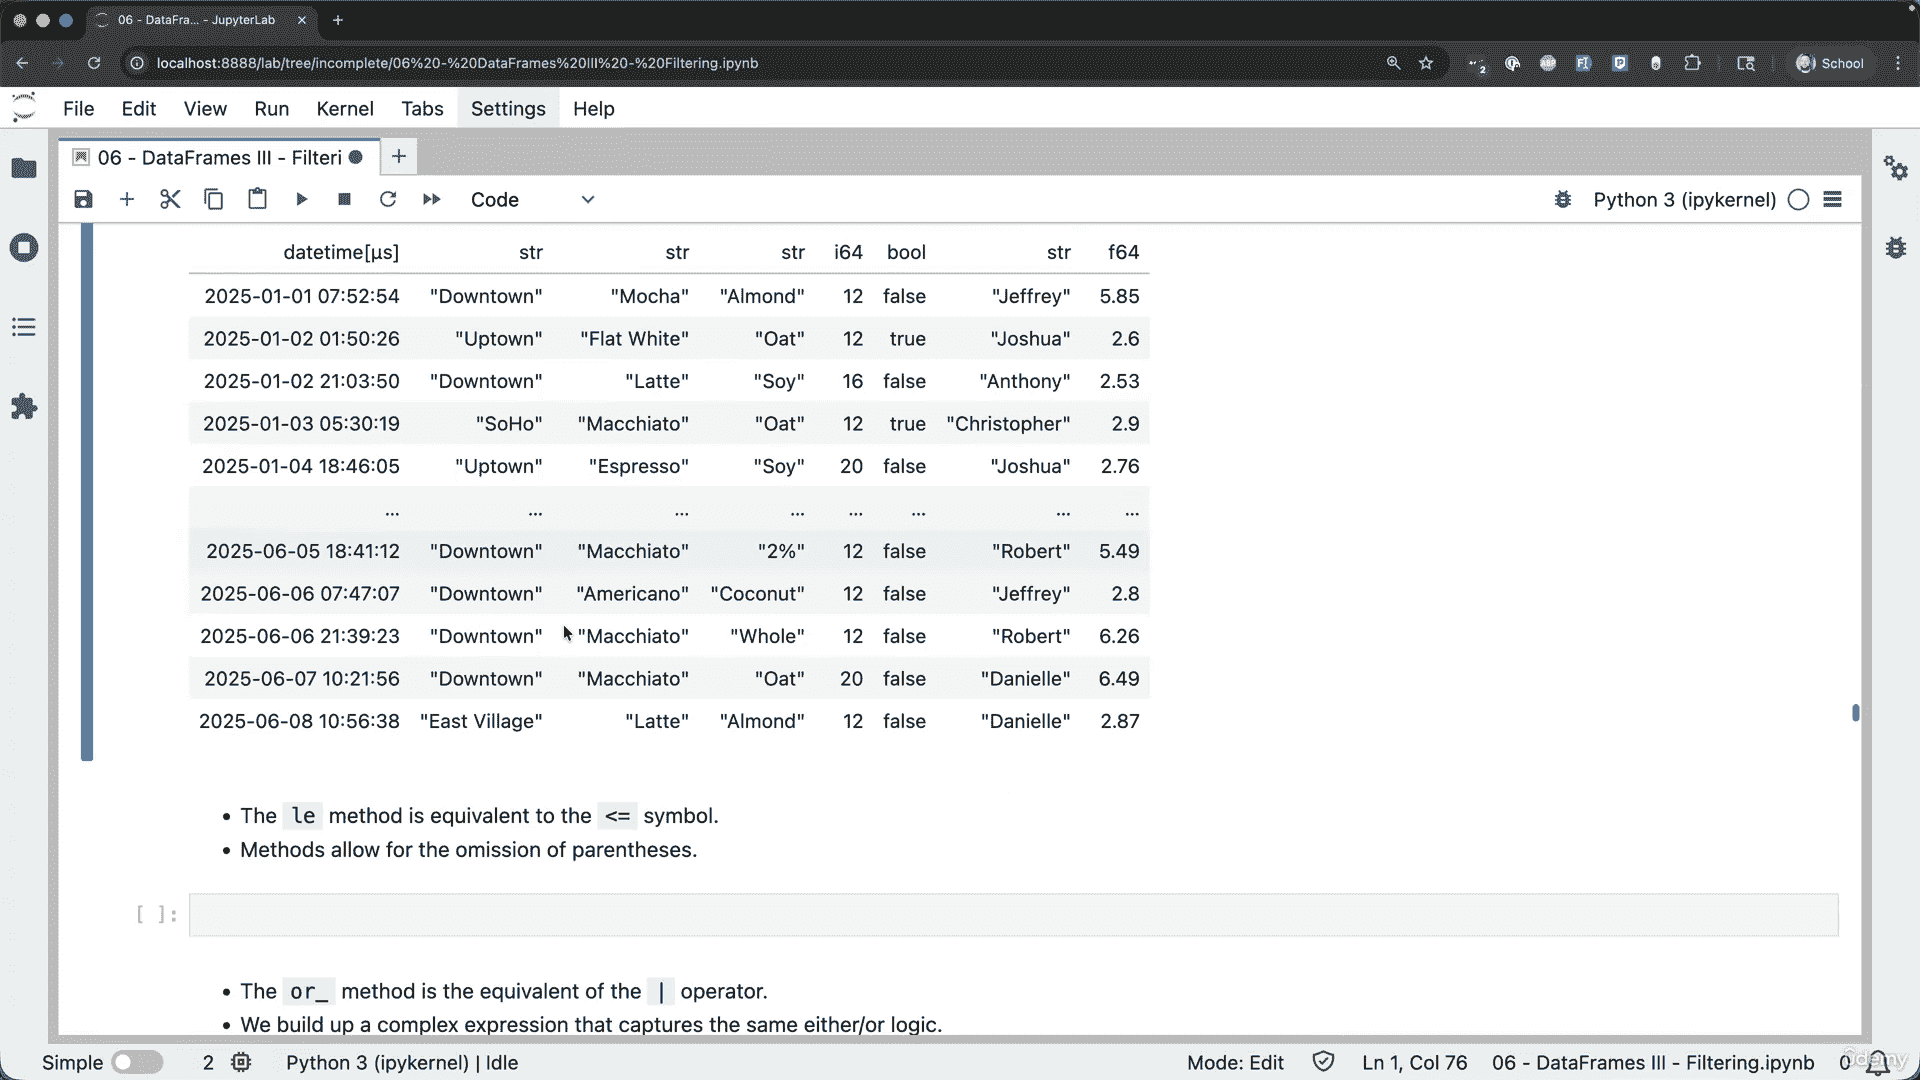 06 - DataFra... - JupyterLab
localhost:8888/lab/tree/incomplete/06%20-%20DataFrames%20III%20-%20Filtering.ipynb
2
ABP
School
File Edit View Run Kernel Tabs Settings Help
06 - DataFrames III - Filteri
Code
Python 3 (ipykernel)
datetime[μs] str str str i64 bool str f64
2025-01-01 07:52:54 "Downtown" "Mocha" "Almond" 12 false "Jeffrey" 5.85
2025-01-02 01:50:26 "Uptown" "Flat White" "Oat" 12 true "Joshua" 2.6
2025-01-02 21:03:50 "Downtown" "Latte" "Soy" 16 false "Anthony" 2.53
2025-01-03 05:30:19 "SoHo" "Macchiato" "Oat" 12 true "Christopher" 2.9
2025-01-04 18:46:05 "Uptown" "Espresso" "Soy" 20 false "Joshua" 2.76
… … … … … … … …
2025-06-05 18:41:12 "Downtown" "Macchiato" "2%" 12 false "Robert" 5.49
2025-06-06 07:47:07 "Downtown" "Americano" "Coconut" 12 false "Jeffrey" 2.8
2025-06-06 21:39:23 "Downtown" "Macchiato" "Whole" 12 false "Robert" 6.26
2025-06-07 10:21:56 "Downtown" "Macchiato" "Oat" 20 false "Danielle" 6.49
2025-06-08 10:56:38 "East Village" "Latte" "Almond" 12 false "Danielle" 2.87
• The le method is equivalent to the <= symbol.
• Methods allow for the omission of parentheses.
[ ]:
• The or_ method is the equivalent of the | operator.
• We build up a complex expression that captures the same either/or logic.
Simple 2 Python 3 (ipykernel) | Idle Mode: Edit Ln 1, Col 76 06 - DataFrames III - Filtering.ipynb 0
udemy